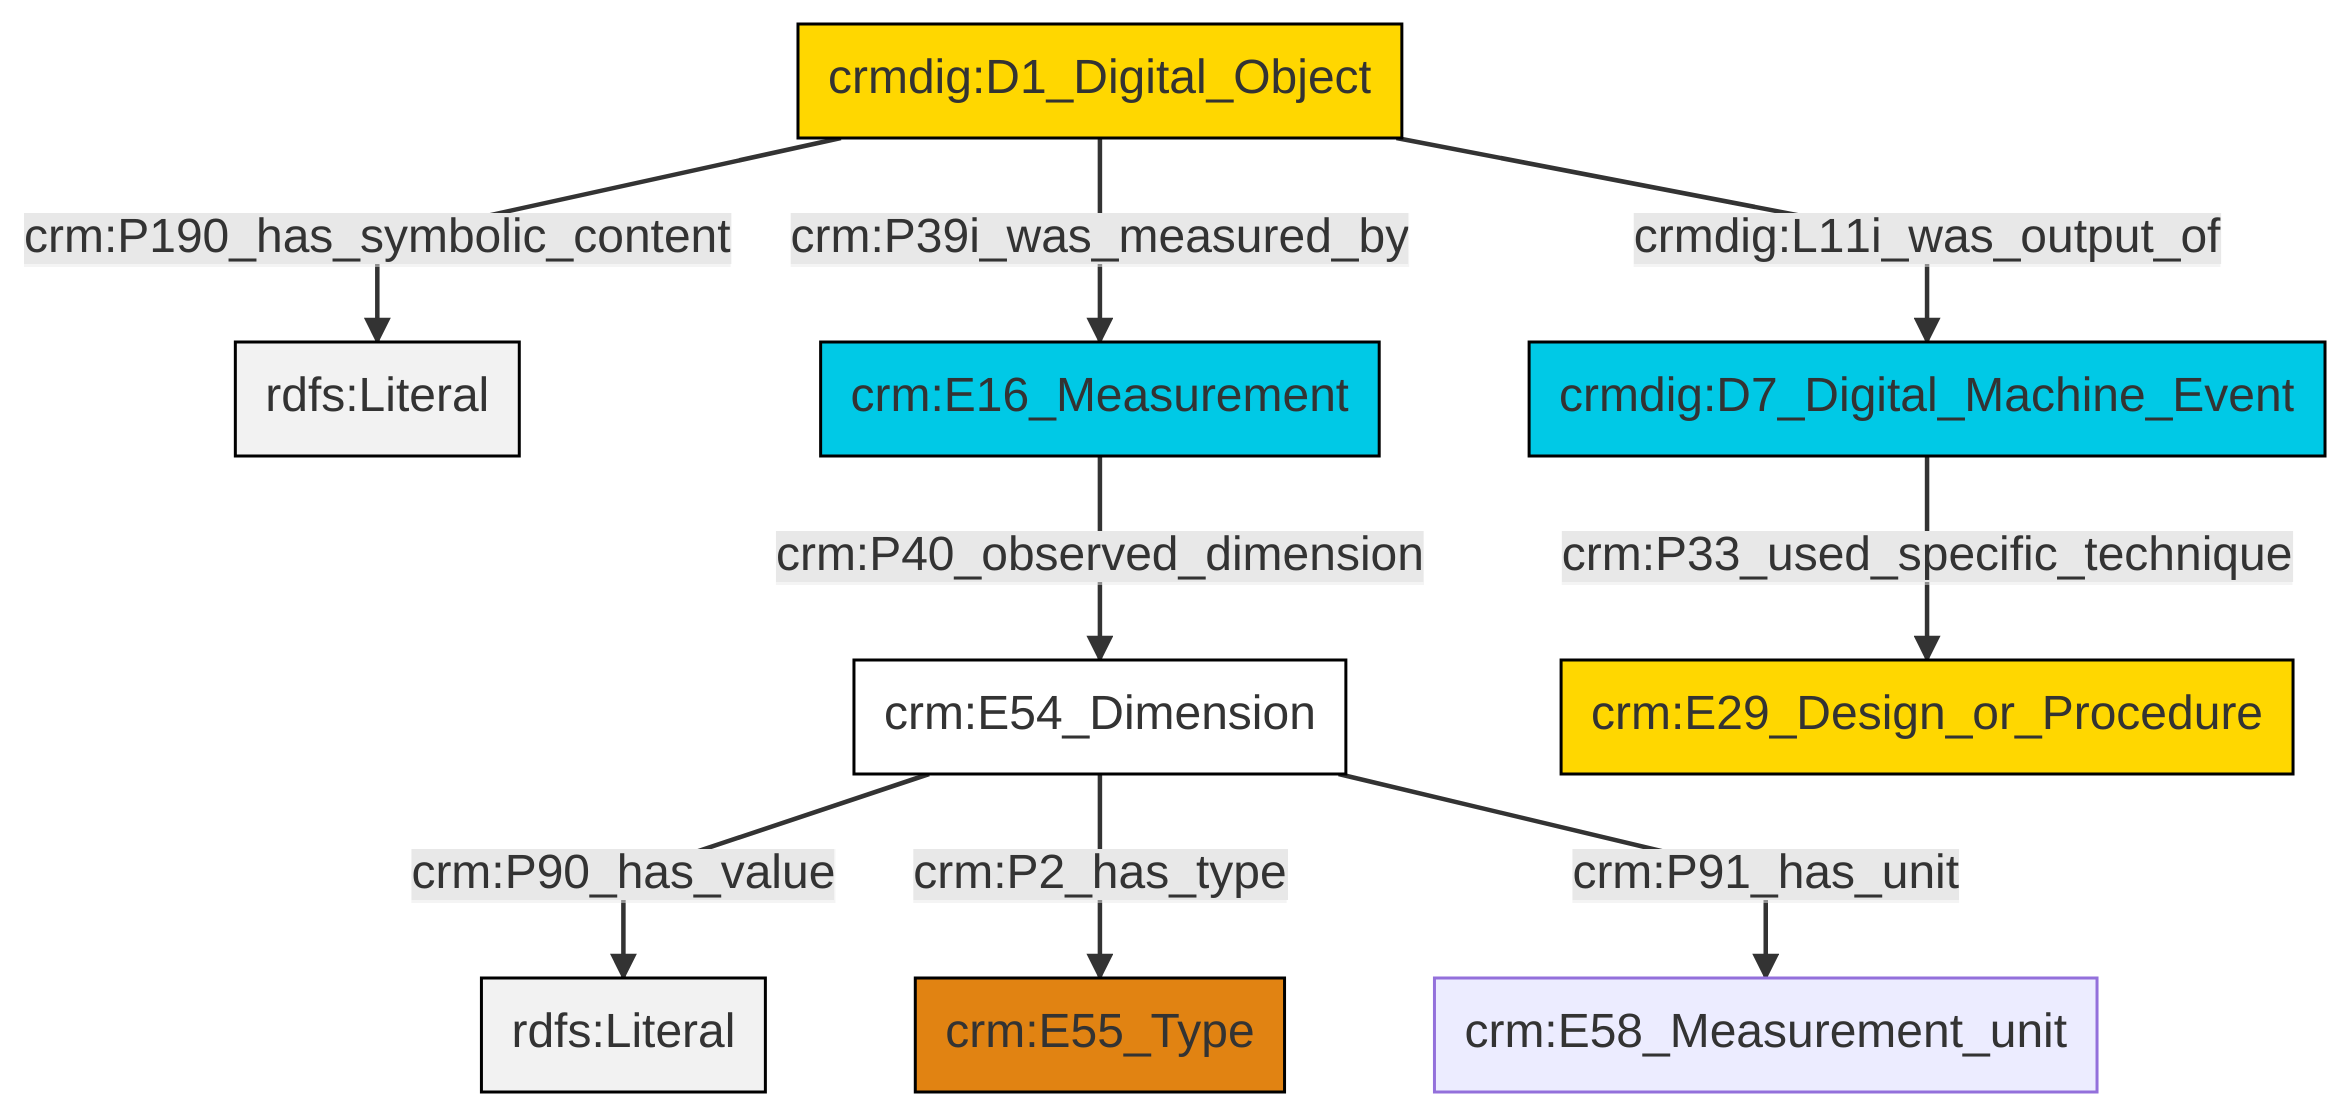 crmdig:D1_Digital_Object
crm:P190_has_symbolic_content
crm:P39i_was_measured_by
crmdig:L11i_was_output_of
rdfs:Literal
crm:E16_Measurement
crmdig:D7_Digital_Machine_Event
crm:P40_observed_dimension
crm:P33_used_specific_technique
crm:E54_Dimension
crm:E29_Design_or_Procedure
crm:P90_has_value
crm:P2_has_type
crm:P91_has_unit
rdfs:Literal
crm:E55_Type
crm:E58_Measurement_unit